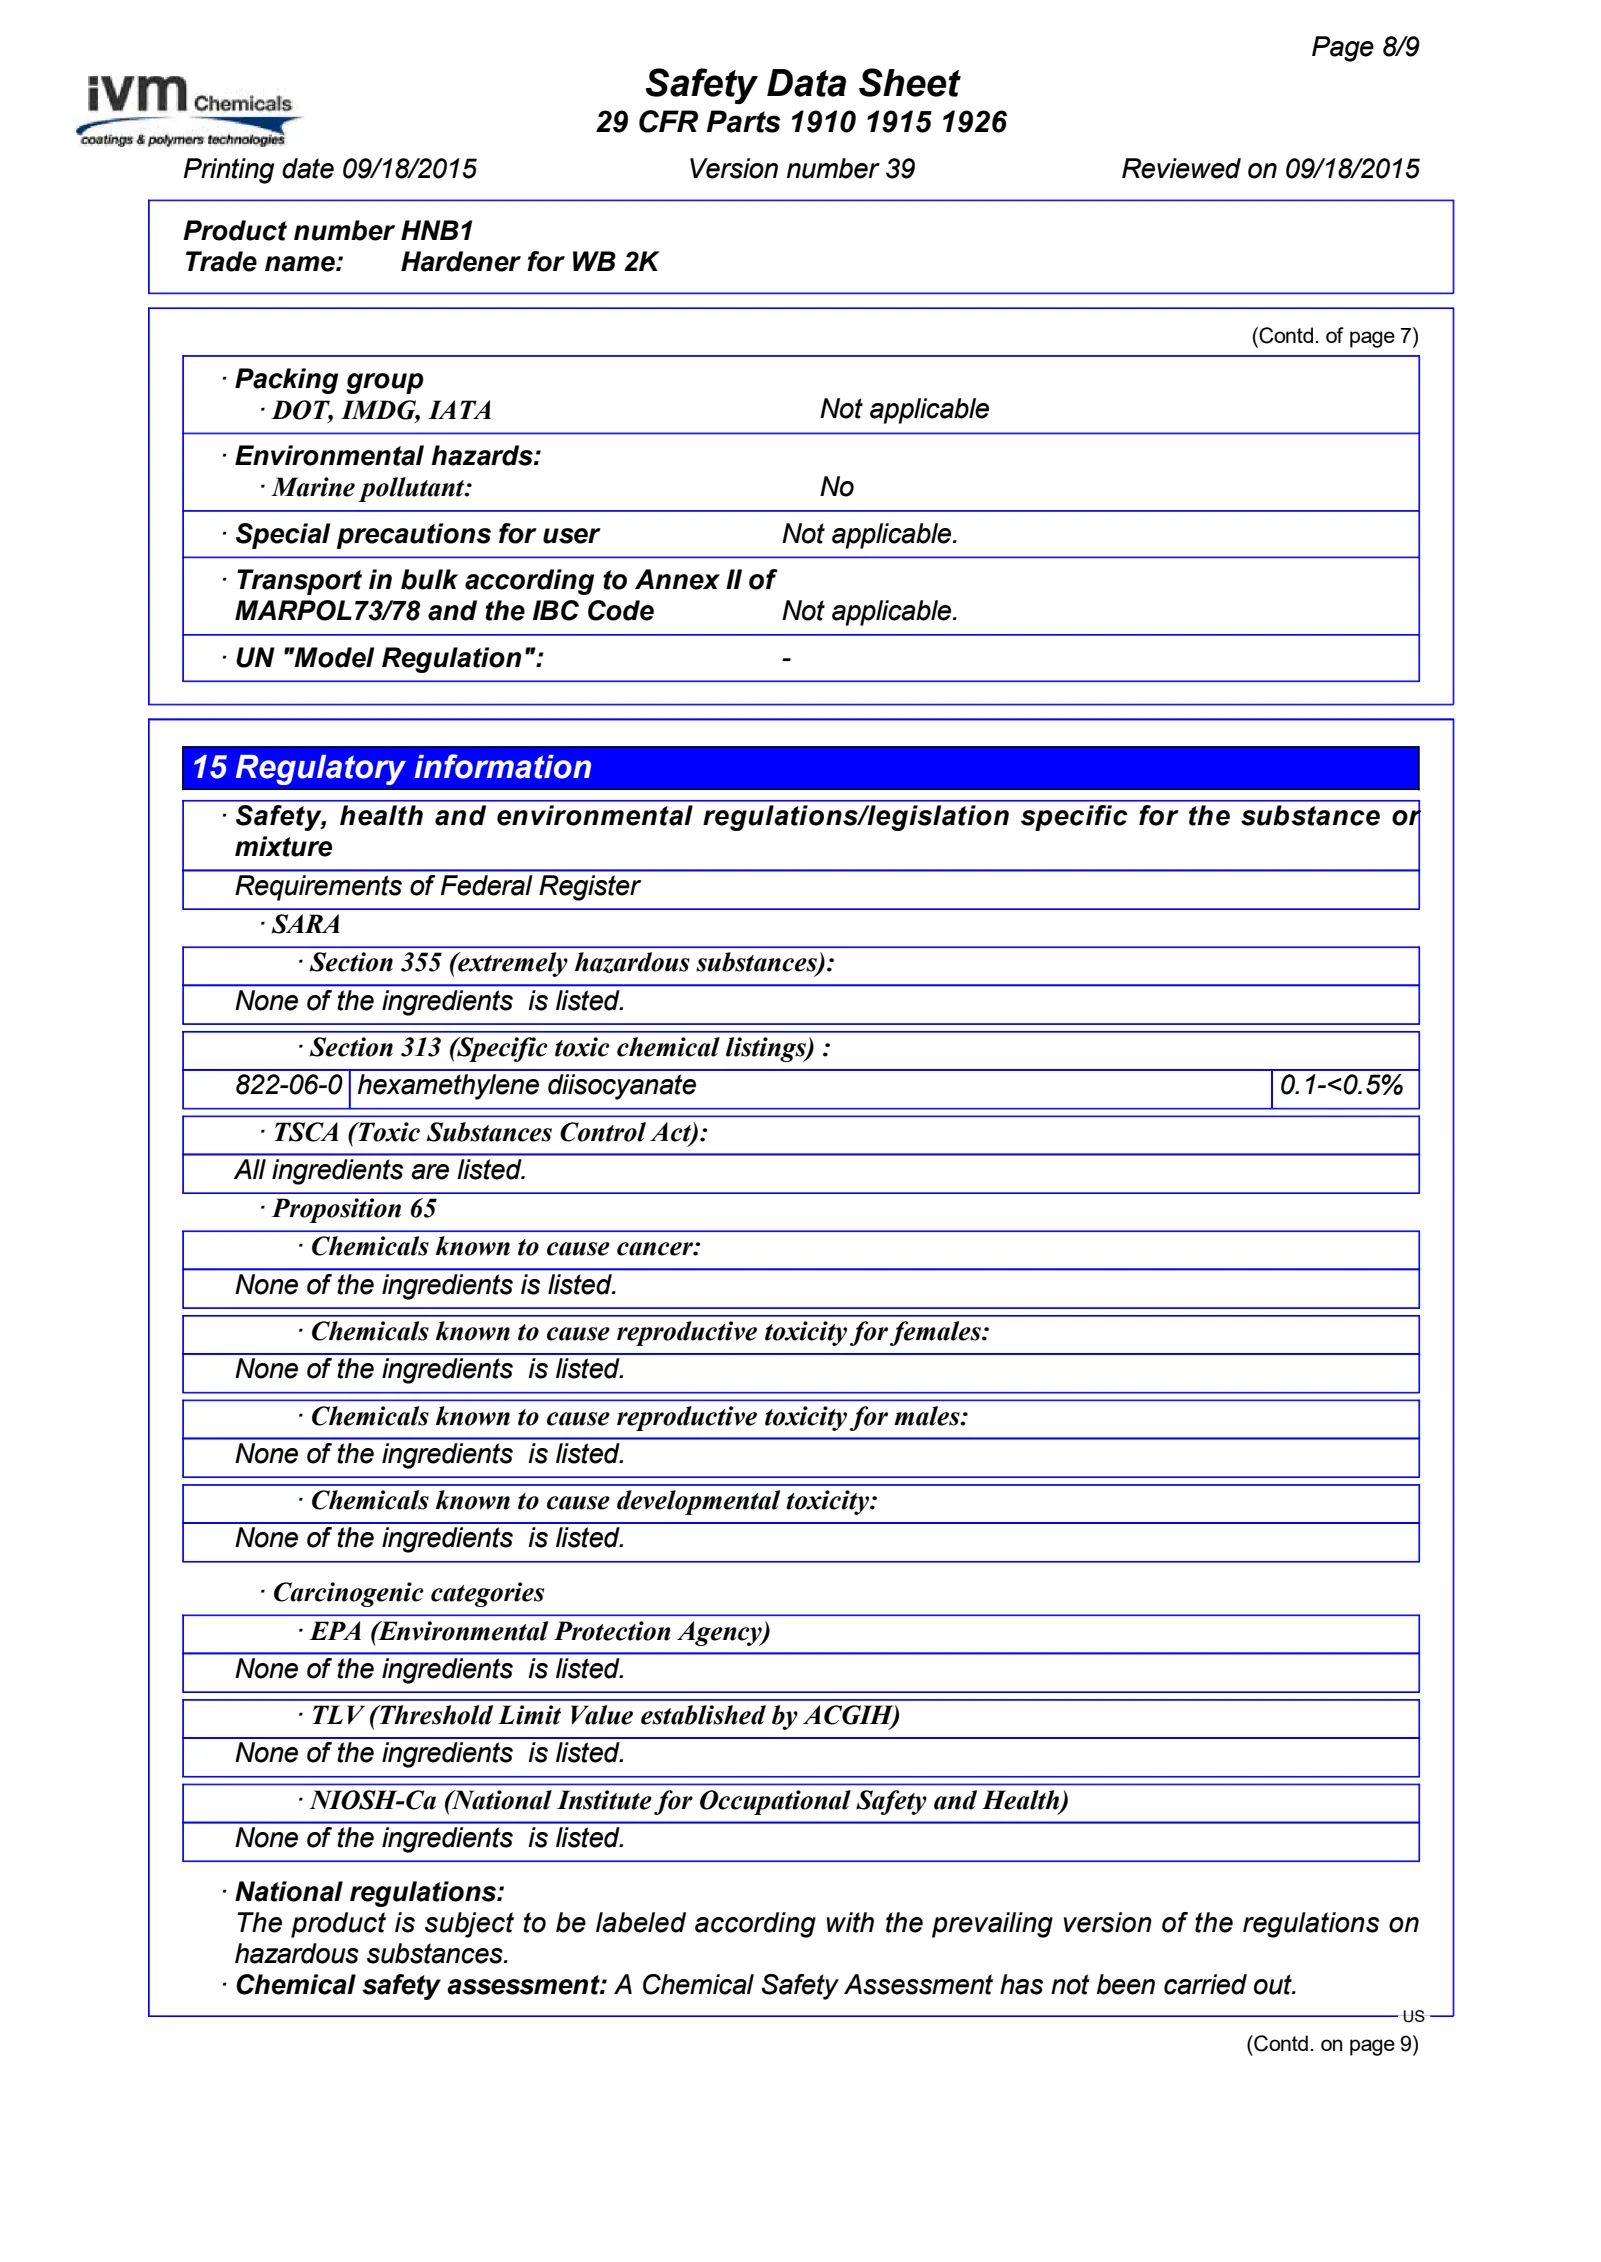 Page 8/9
ivm Chemicals
coatings & polymers technologies
Safety Data Sheet
29 CFR Parts 1910 1915 1926
Printing date 09/18/2015 Version number 39 Reviewed on 09/18/2015
Product number HNB1
Trade name: Hardener for WB 2K
(Contd. of page 7)
· Packing group
· DOT, IMDG, IATA Not applicable
· Environmental hazards:
· Marine pollutant: No
· Special precautions for user Not applicable.
· Transport in bulk according to Annex II of
MARPOL73/78 and the IBC Code Not applicable.
· UN "Model Regulation": -
15 Regulatory information
· Safety, health and environmental regulations/legislation specific for the substance or
mixture
Requirements of Federal Register
· SARA
· Section 355 (extremely hazardous substances):
None of the ingredients is listed.
· Section 313 (Specific toxic chemical listings) :
822-06-0 hexamethylene diisocyanate 0.1-<0.5%
· TSCA (Toxic Substances Control Act):
All ingredients are listed.
· Proposition 65
· Chemicals known to cause cancer:
None of the ingredients is listed.
· Chemicals known to cause reproductive toxicity for females:
None of the ingredients is listed.
· Chemicals known to cause reproductive toxicity for males:
None of the ingredients is listed.
· Chemicals known to cause developmental toxicity:
None of the ingredients is listed.
· Carcinogenic categories
· EPA (Environmental Protection Agency)
None of the ingredients is listed.
· TLV (Threshold Limit Value established by ACGIH)
None of the ingredients is listed.
· NIOSH-Ca (National Institute for Occupational Safety and Health)
None of the ingredients is listed.
· National regulations:
The product is subject to be labeled according with the prevailing version of the regulations on
hazardous substances.
· Chemical safety assessment: A Chemical Safety Assessment has not been carried out.
US
(Contd. on page 9)